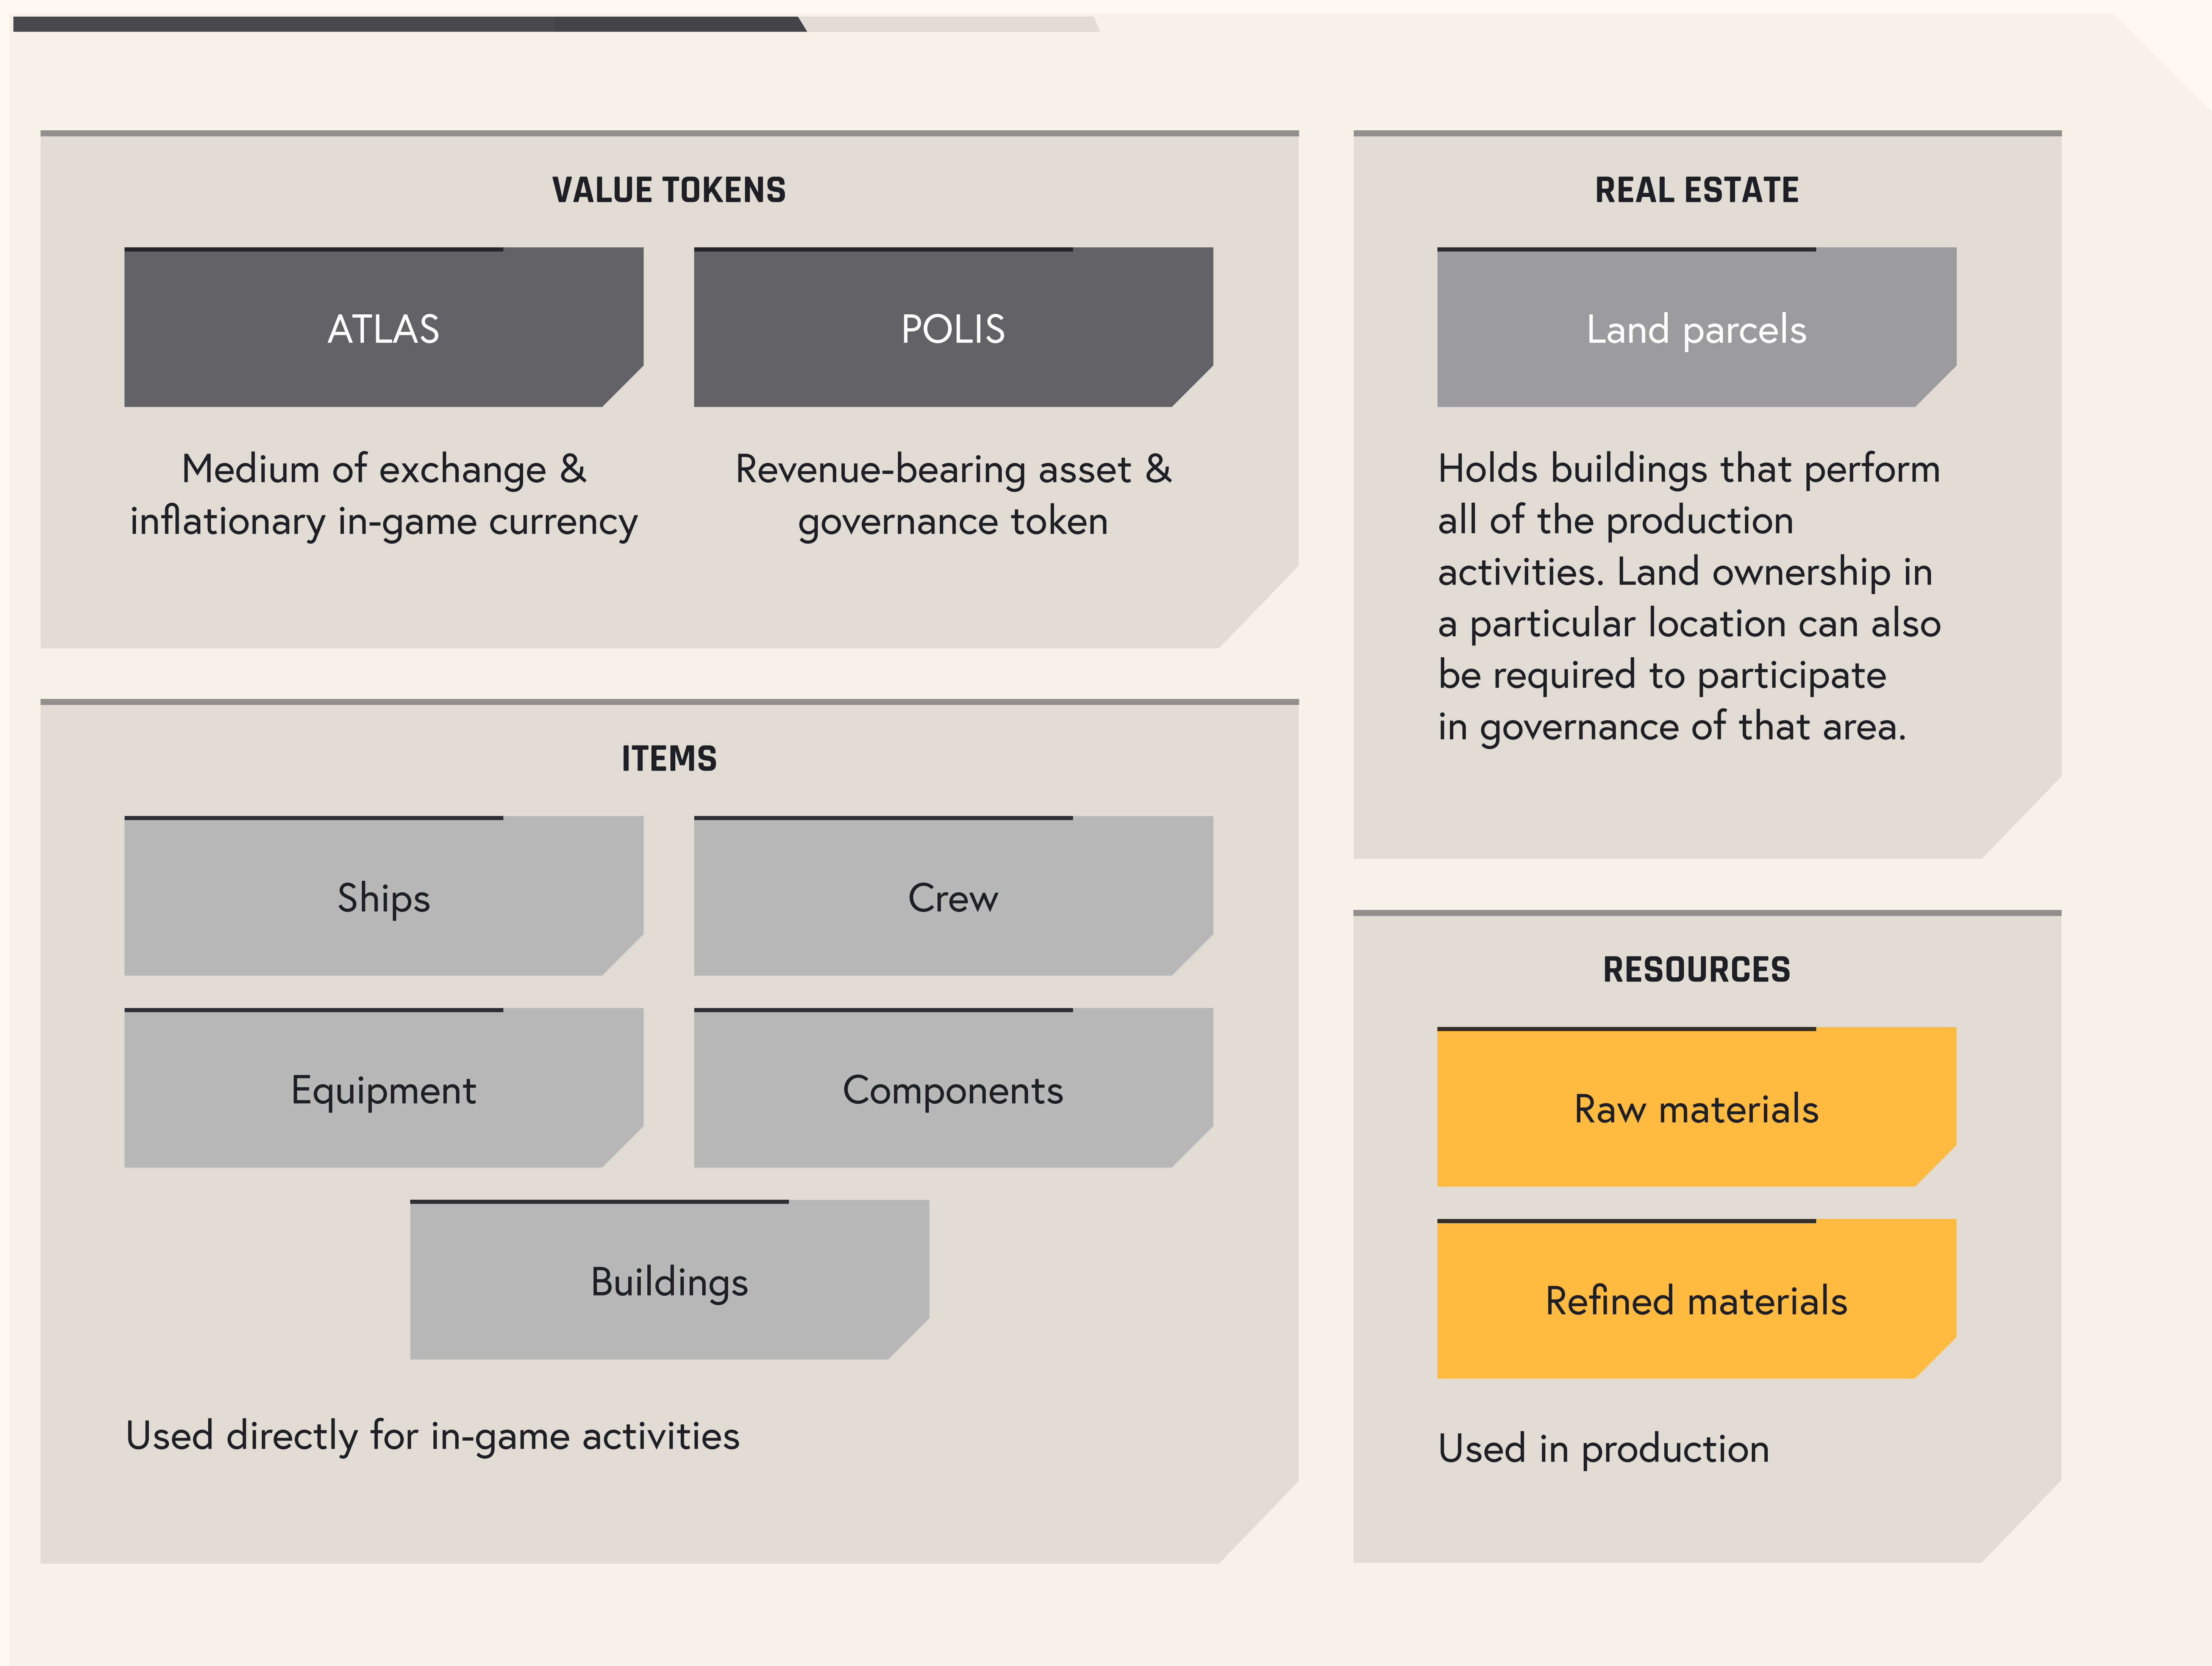 VALUE TOKENS
ATLAS
POLIS
Medium of exchange &
inflationary in-game currency
Revenue-bearing asset &
governance token
REAL ESTATE
Land parcels
Holds buildings that perform
all of the production
activities. Land ownership in
a particular location can also
be required to participate
in governance of that area.
ITEMS
Ships
Crew
Equipment
Components
Buildings
Used directly for in-game activities
RESOURCES
Raw materials
Refined materials
Used in production